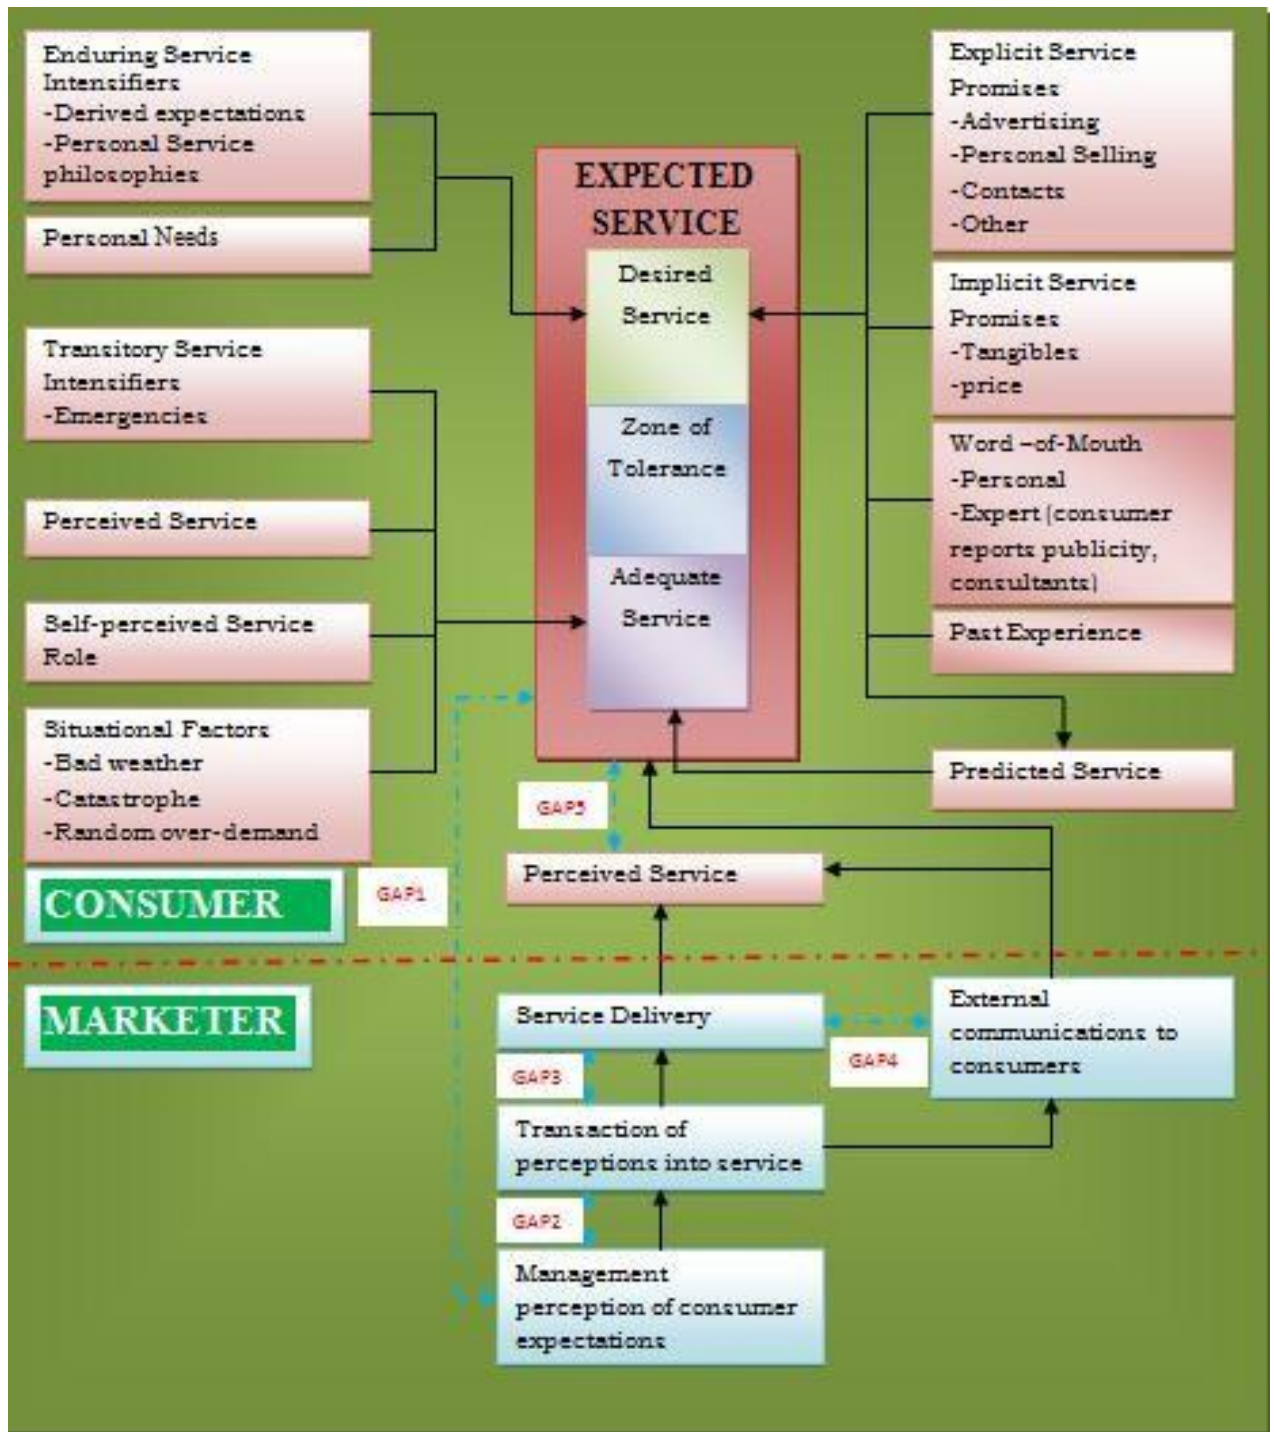 Enduring Service
Intensifiers
-Derived expectations
-Personal Service
philosophies
Personal Needs
Transitory Service
Intensifiers
-Emergencies
Perceived Service
Self-perceived Service
Role
Situational Factors
-Bad weather
-Catastrophe
-Random over-demand
EXPECTED
SERVICE
Desired
Service
Zone of
Tolerance
Adequate
Service
Explicit Service
Promises
-Advertising
-Personal Selling
-Contacts
-Other
Implicit Service
Promises
-Tangibles
-price
Word –of-Mouth
-Personal
-Expert (consumer
reports publicity,
consultants)
Past Experience
Predicted Service
GAP5
Perceived Service
CONSUMER
GAP1
MARKETER
Service Delivery
External
communications to
consumers
GAP4
GAP3
Transaction of
perceptions into service
GAP2
Management
perception of consumer
expectations